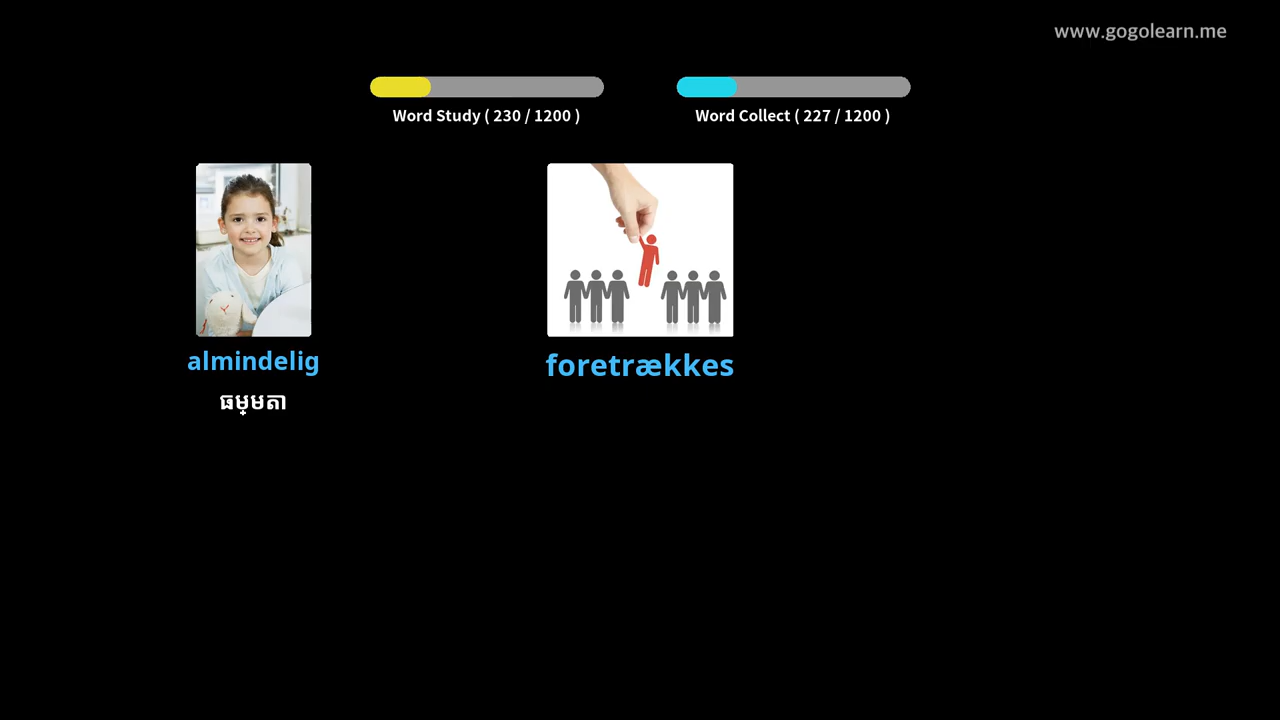 www.gogolearn.me
Word Study ( 230 / 1200 )
Word Collect ( 227 / 1200 )
almindelig
foretrækkes
ធម្មតា